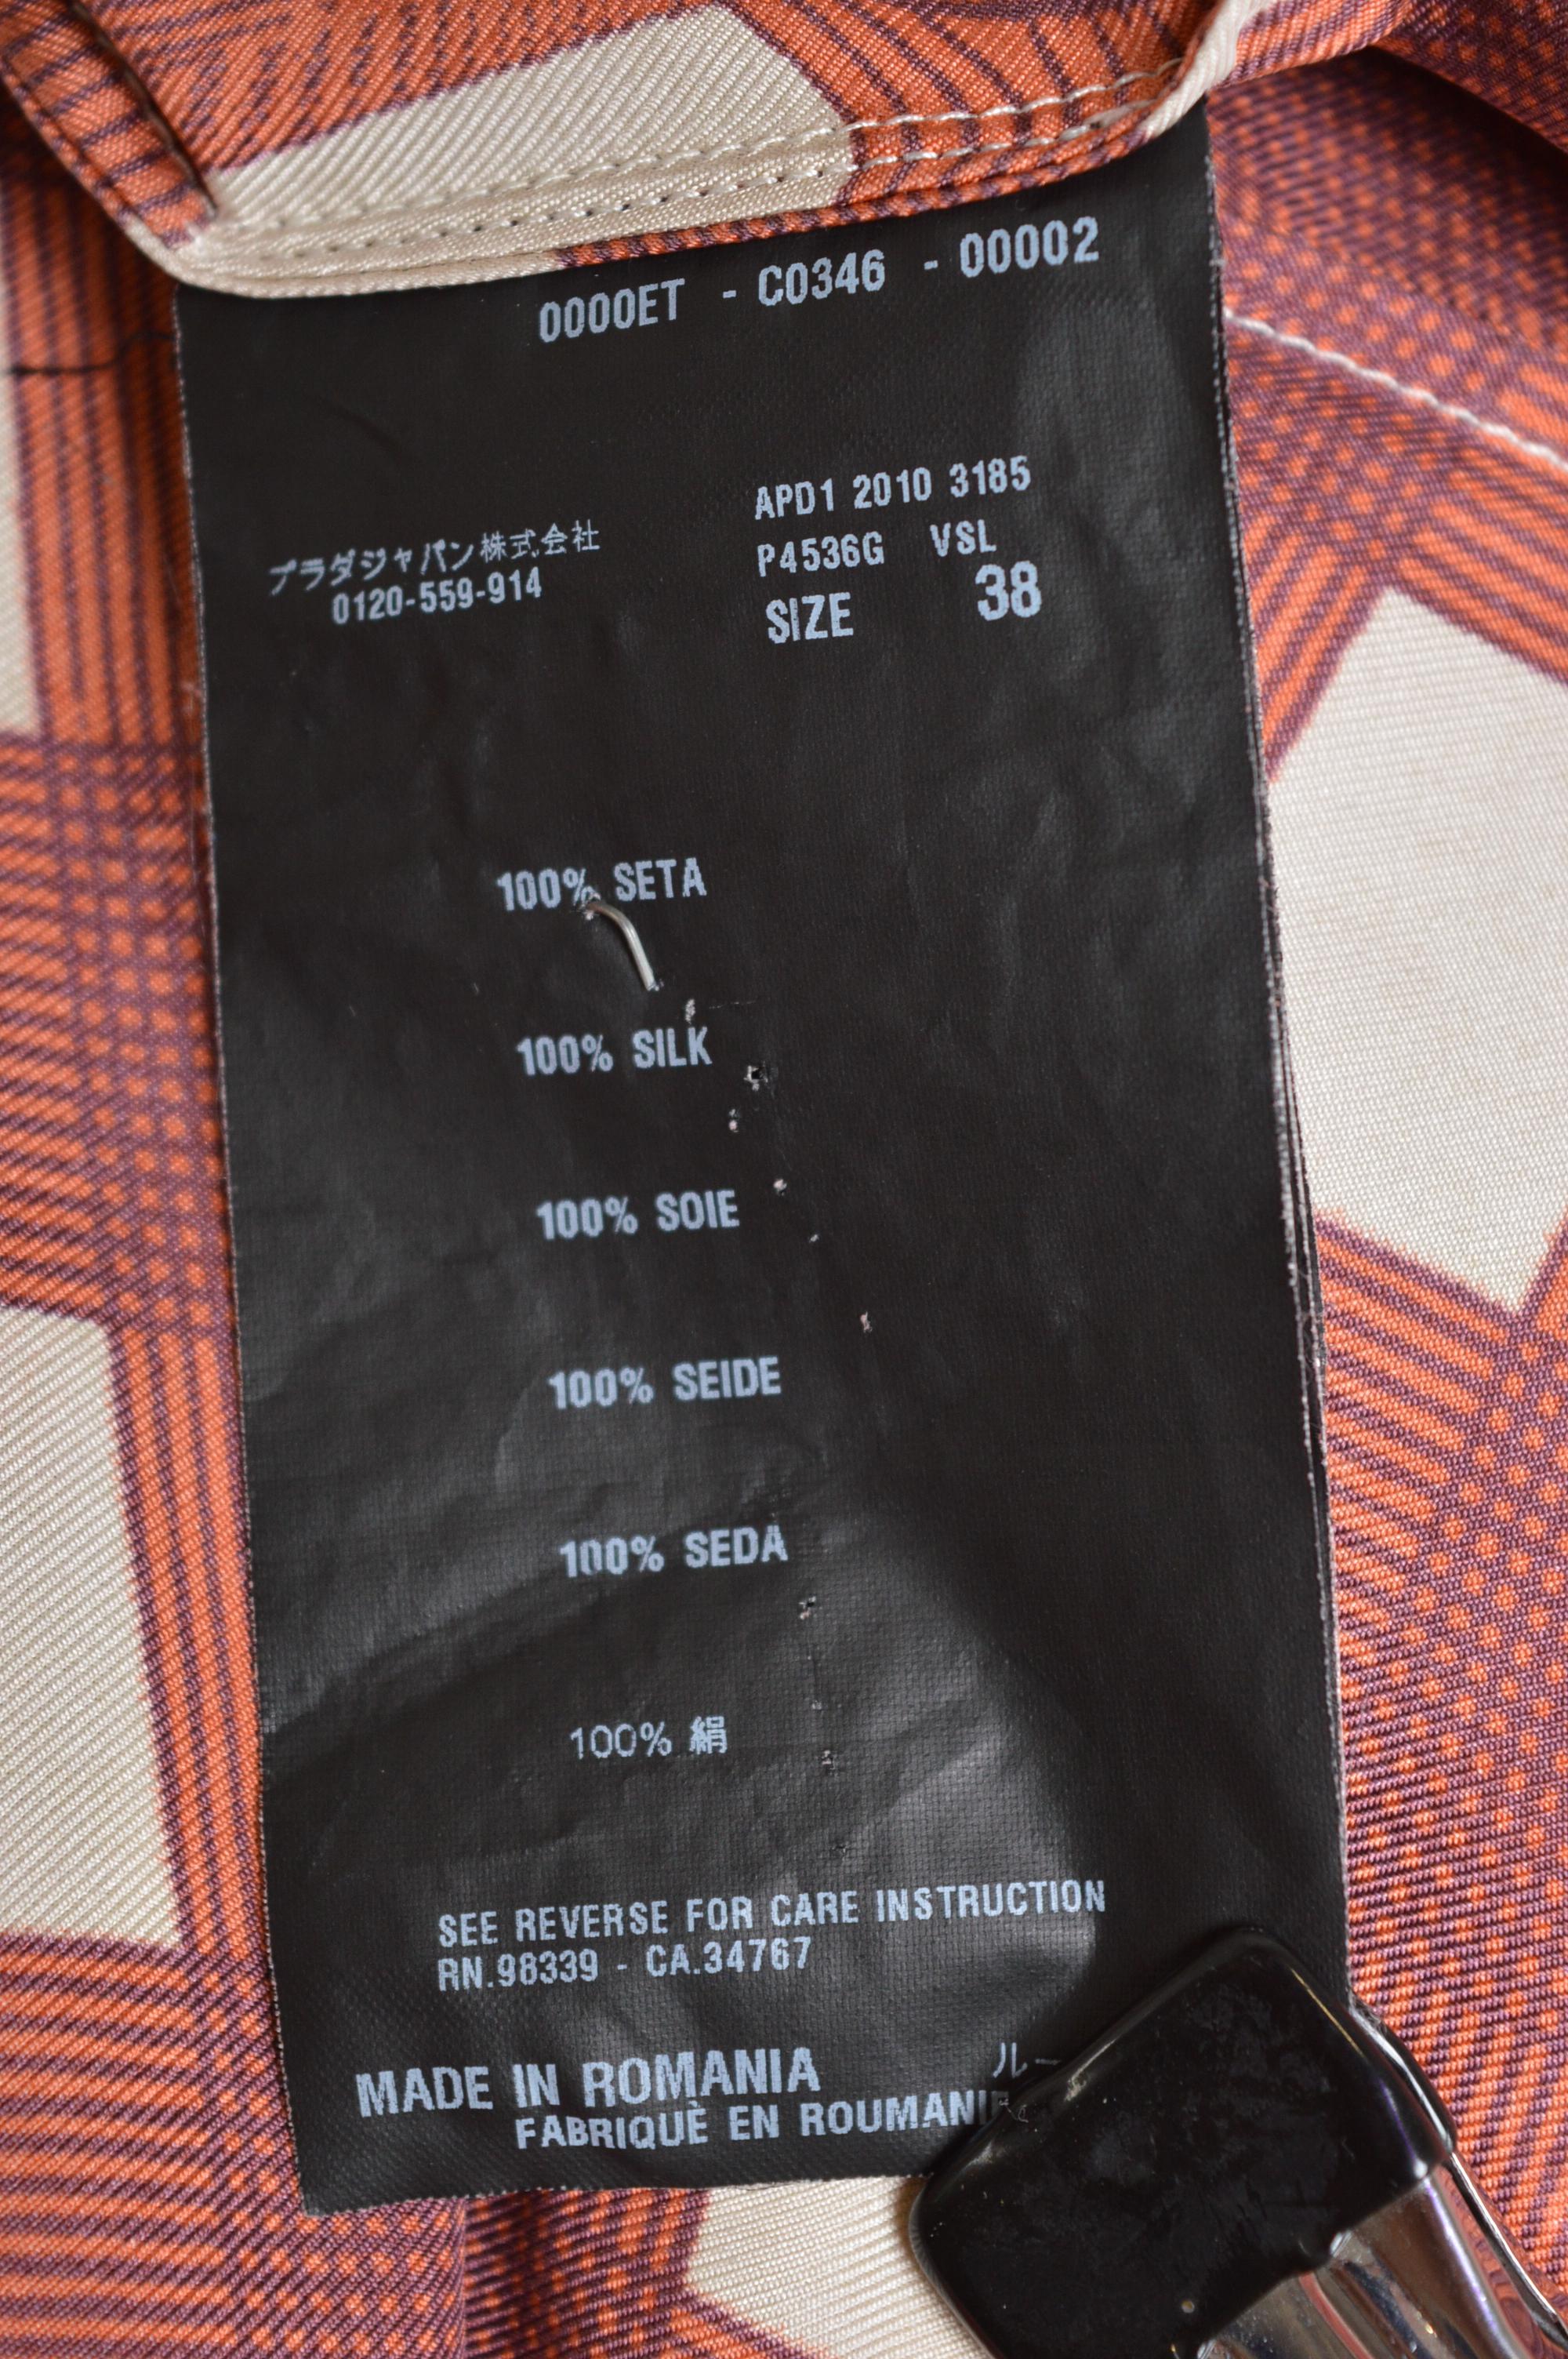 0000ET - C0346 - 00002
APD1 2010 3185
プラダジャパン株式会社
P4536G VSL
0120-559-914
SIZE 38
100% SETA
100% SILK
100% SOIE
100% SEIDE
100% SEDA
100% 絹
SEE REVERSE FOR CARE INSTRUCTION
RN.98339 - CA.34767
MADE IN ROMANIA
FABRIQUÈ EN ROUMANIE